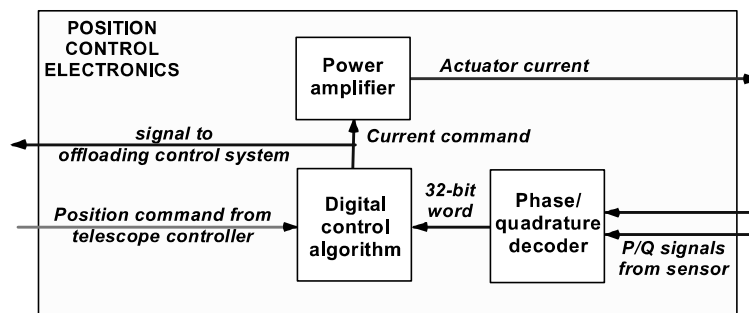 POSITION
CONTROL
ELECTRONICS
Power
amplifier
Actuator current
signal to
offloading control system
Current command
Position command from
telescope controller
Digital
control
algorithm
32-bit
word
Phase/
quadrature
decoder
P/Q signals
from sensor